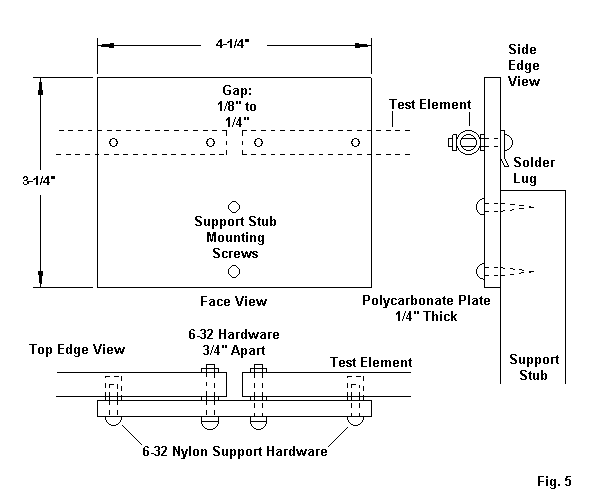 4-1/4"
Side
Edge
View
Gap:
1/8" to
1/4"
Test Element
Solder
Lug
3-1/4"
Support Stub
Mounting
Screws
Face View
Polycarbonate Plate
1/4" Thick
6-32 Hardware
3/4" Apart
Top Edge View
Test Element
Support
Stub
6-32 Nylon Support Hardware
Fig. 5